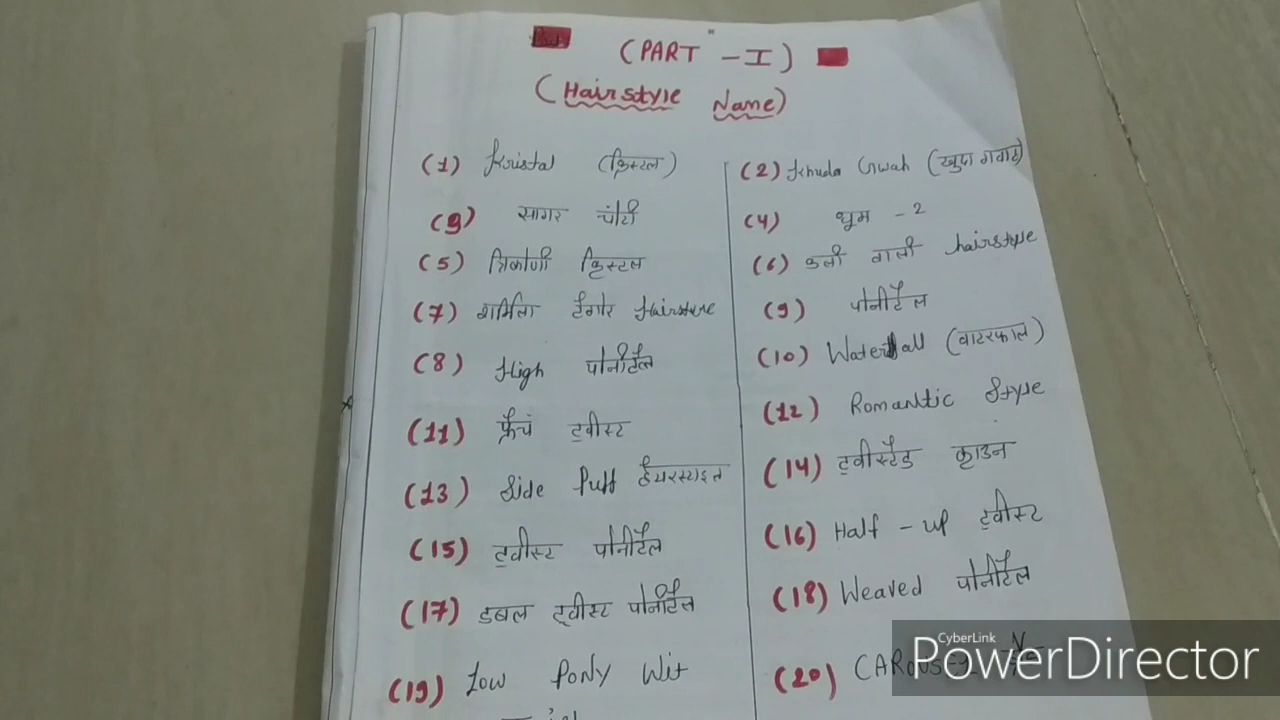 (PART - I)
(Hairstyle Name)
(1) Kristal (क्रिस्टल)
(2) Khuda Gwah (खुदा गवाह)
(3) सागर चोटी
(4) धूम - 2
(5) त्रिकोणी क्रिस्टल
(6) कली वाली hairstyle
(7) शर्मिला टैगोर Hairstyle
(9) पोनीटैल
(8) High पोनीटैल
(10) Waterfall (वाटरफाल)
(11) फ्रैंच ट्वीस्ट
(12) Romantic Style
(13) Side Puff हैयरस्टाइल
(14) ट्वीस्टैड क्राउन
(15) ट्वीस्ट पोनीटैल
(16) Half - up ट्वीस्ट
(17) डबल ट्वीस्ट पोनीटैल
(18) Weaved पोनीटैल
(19) Low Pony Wit
(20) CAROUSEL
CyberLink
PowerDirector